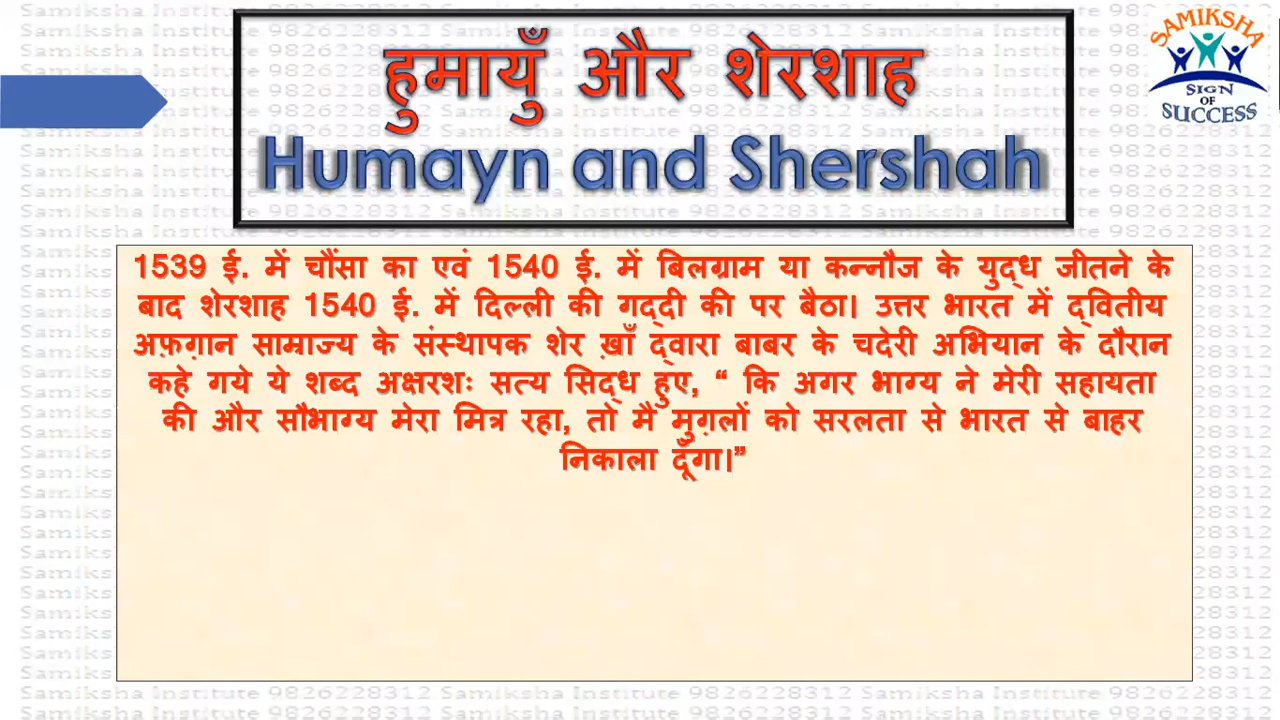 हुमायुँ और शेरशाह
Humayn and Shershah
SAMIKSHA
SIGN
OF
SUCCESS
1539 ई. में चौंसा का एवं 1540 ई. में बिलग्राम या कन्नौज के युद्ध जीतने के
बाद शेरशाह 1540 ई. में दिल्ली की गद्दी की पर बैठा। उत्तर भारत में द्वितीय
अफ़ग़ान साम्राज्य के संस्थापक शेर ख़ाँ द्वारा बाबर के चदेरी अभियान के दौरान
कहे गये ये शब्द अक्षरशः सत्य सिद्ध हुए, “ कि अगर भाग्य ने मेरी सहायता
की और सौभाग्य मेरा मित्र रहा, तो मै मुग़लों को सरलता से भारत से बाहर
निकाला दूँगा।”